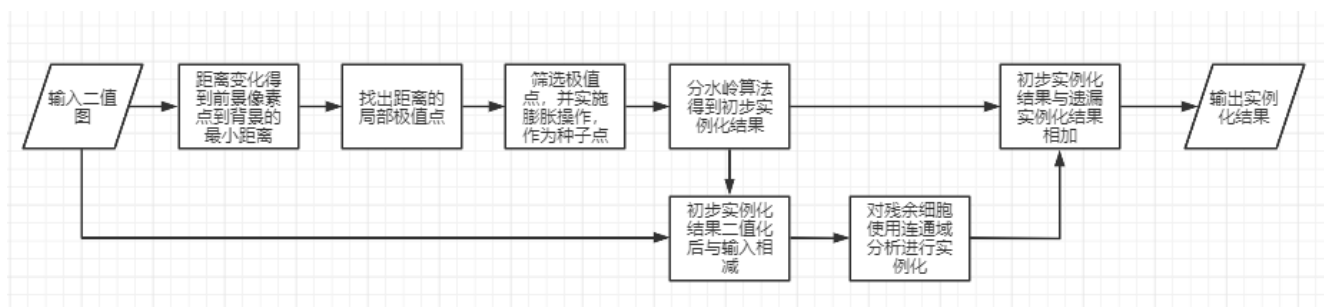 输入二值
图
距离变化得
到前景像素
点到背景的
最小距离
找出距离的
局部极值点
筛选极值
点，并实施
膨胀操作，
作为种子点
分水岭算法
得到初步实
例化结果
初步实例化
结果与遗漏
实例化结果
相加
输出实例
化结果
初步实例化
结果二值化
后与输入相
减
对残余细胞
使用连通域
分析进行实
例化